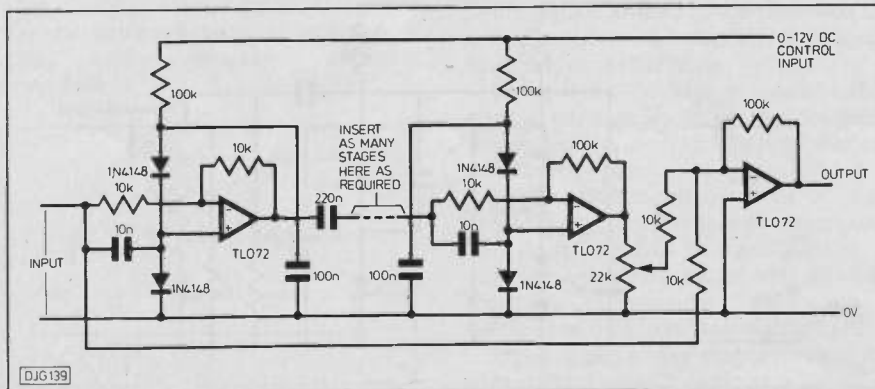 0-12V DC
CONTROL
INPUT
100k
100k
100k
INSERT
AS MANY
STAGES
HERE AS
REQUIRED
1N4148
10k
1N4148
100k
10k
220n
10k
OUTPUT
10n
10n
TL072
TL072
TL072
10k
INPUT
1N4148
100n
100n
1N4148
22k
10k
0V
DJG139